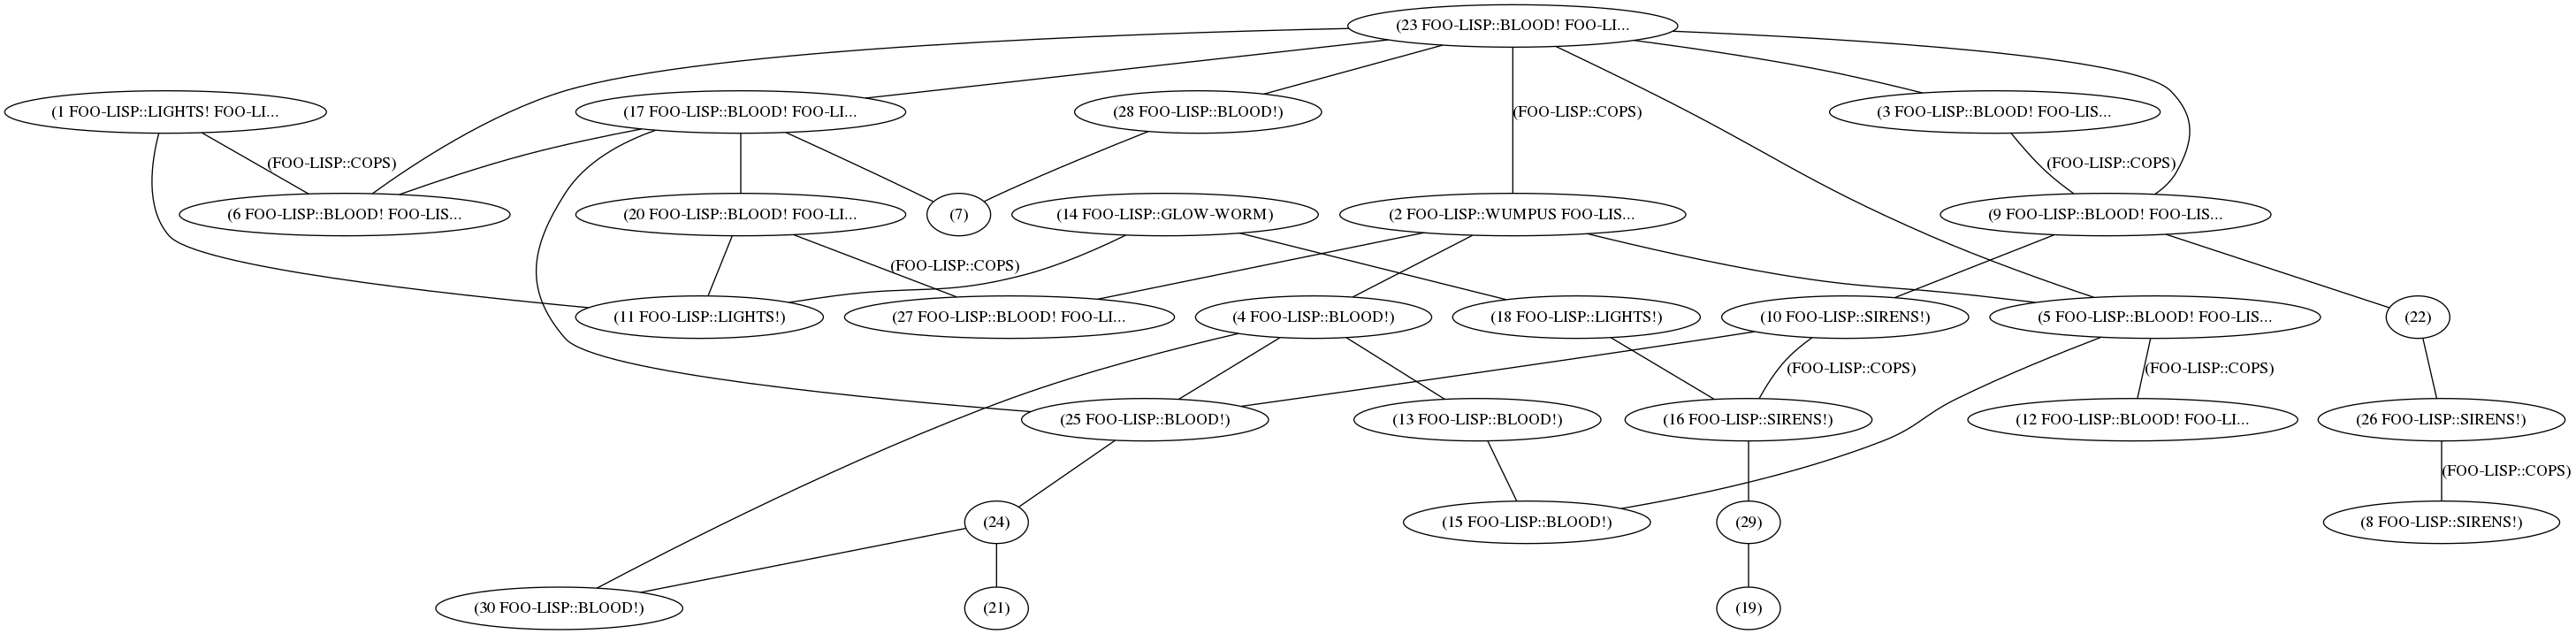 (23 FOO-LISP::BLOOD! FOO-LI...
(1 FOO-LISP::LIGHTS! FOO-LI...
(17 FOO-LISP::BLOOD! FOO-LI...
(28 FOO-LISP::BLOOD!)
(FOO-LISP::COPS)
(3 FOO-LISP::BLOOD! FOO-LIS...
(FOO-LISP::COPS)
(FOO-LISP::COPS)
(6 FOO-LISP::BLOOD! FOO-LIS...
(20 FOO-LISP::BLOOD! FOO-LI...
(7)
(14 FOO-LISP::GLOW-WORM)
(2 FOO-LISP::WUMPUS FOO-LIS...
(9 FOO-LISP::BLOOD! FOO-LIS...
(FOO-LISP::COPS)
(11 FOO-LISP::LIGHTS!)
(27 FOO-LISP::BLOOD! FOO-LI...
(4 FOO-LISP::BLOOD!)
(18 FOO-LISP::LIGHTS!)
(10 FOO-LISP::SIRENS!)
(5 FOO-LISP::BLOOD! FOO-LIS...
(22)
(FOO-LISP::COPS)
(FOO-LISP::COPS)
(25 FOO-LISP::BLOOD!)
(13 FOO-LISP::BLOOD!)
(16 FOO-LISP::SIRENS!)
(12 FOO-LISP::BLOOD! FOO-LI...
(26 FOO-LISP::SIRENS!)
(FOO-LISP::COPS)
(24)
(15 FOO-LISP::BLOOD!)
(29)
(8 FOO-LISP::SIRENS!)
(30 FOO-LISP::BLOOD!)
(21)
(19)